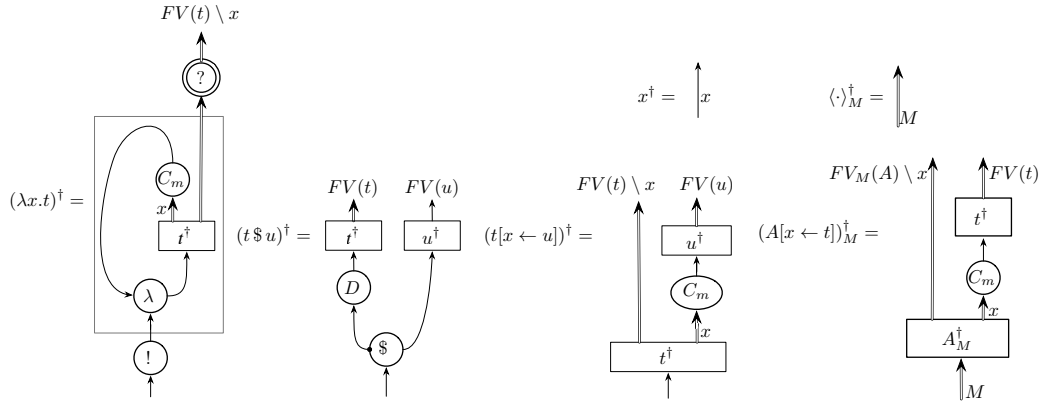 FV(t) \ x
?
C_m
x
(λx.t)† =
t†
λ
!
FV(t) FV(u)
(t $ u)† =
t† u†
D
$
x† = x
FV(t) \ x FV(u)
(t[x ← u])† =
u†
C_m
x
t†
⟨·⟩†_M = M
FV_M(A) \ x FV(t)
(A[x ← t])†_M =
t†
C_m
x
A†_M
M